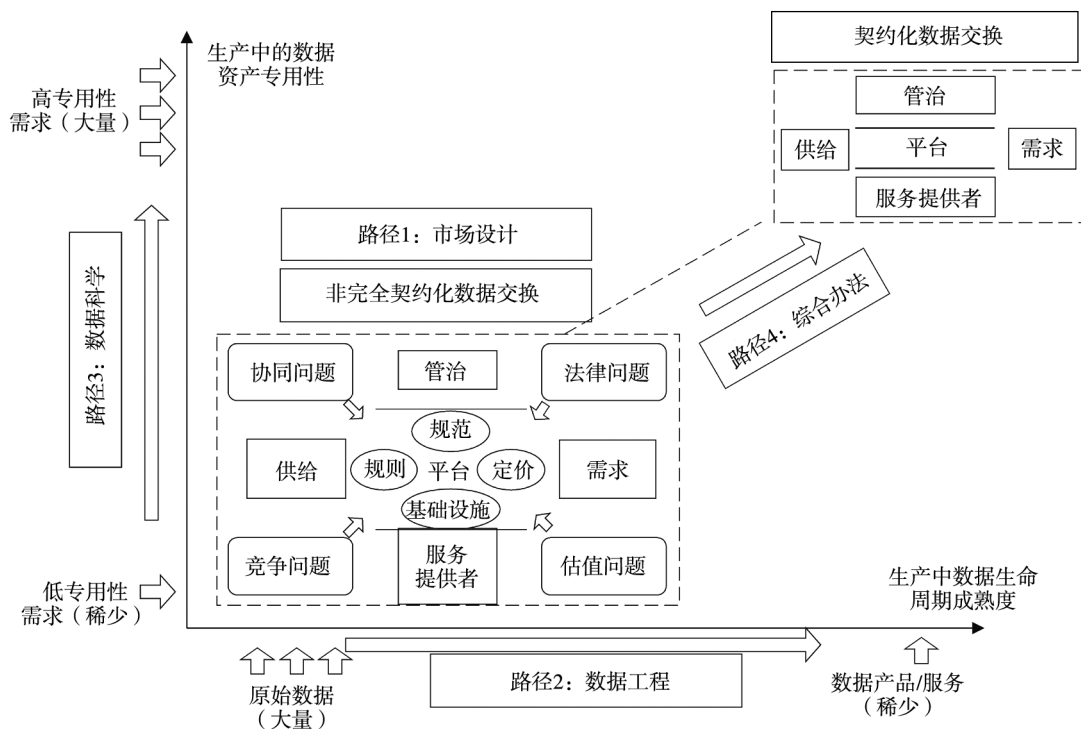 生产中的数据
资产专用性
契约化数据交换
管治
供给
平台
需求
服务提供者
高专用性
需求（大量）
路径1：市场设计
非完全契约化数据交换
路径3：数据科学
路径4：综合办法
协同问题
管治
法律问题
规范
供给
规则
平台
定价
需求
基础设施
竞争问题
服务
提供者
估值问题
低专用性
需求（稀少）
生产中数据生命
周期成熟度
原始数据
（大量）
路径2：数据工程
数据产品/服务
（稀少）